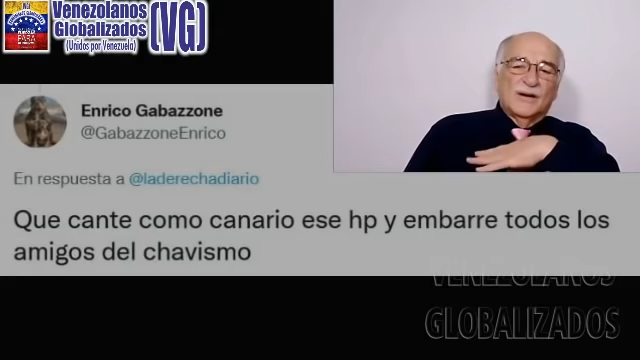 Venezolanos
Globalizados
(Unidos por Venezuela)
(VG)
Enrico Gabazzone
@GabazzoneEnrico
En respuesta a @laderechadiario
Que cante como canario ese hp y embarre todos los
amigos del chavismo
VENEZOLANOS
GLOBALIZADOS